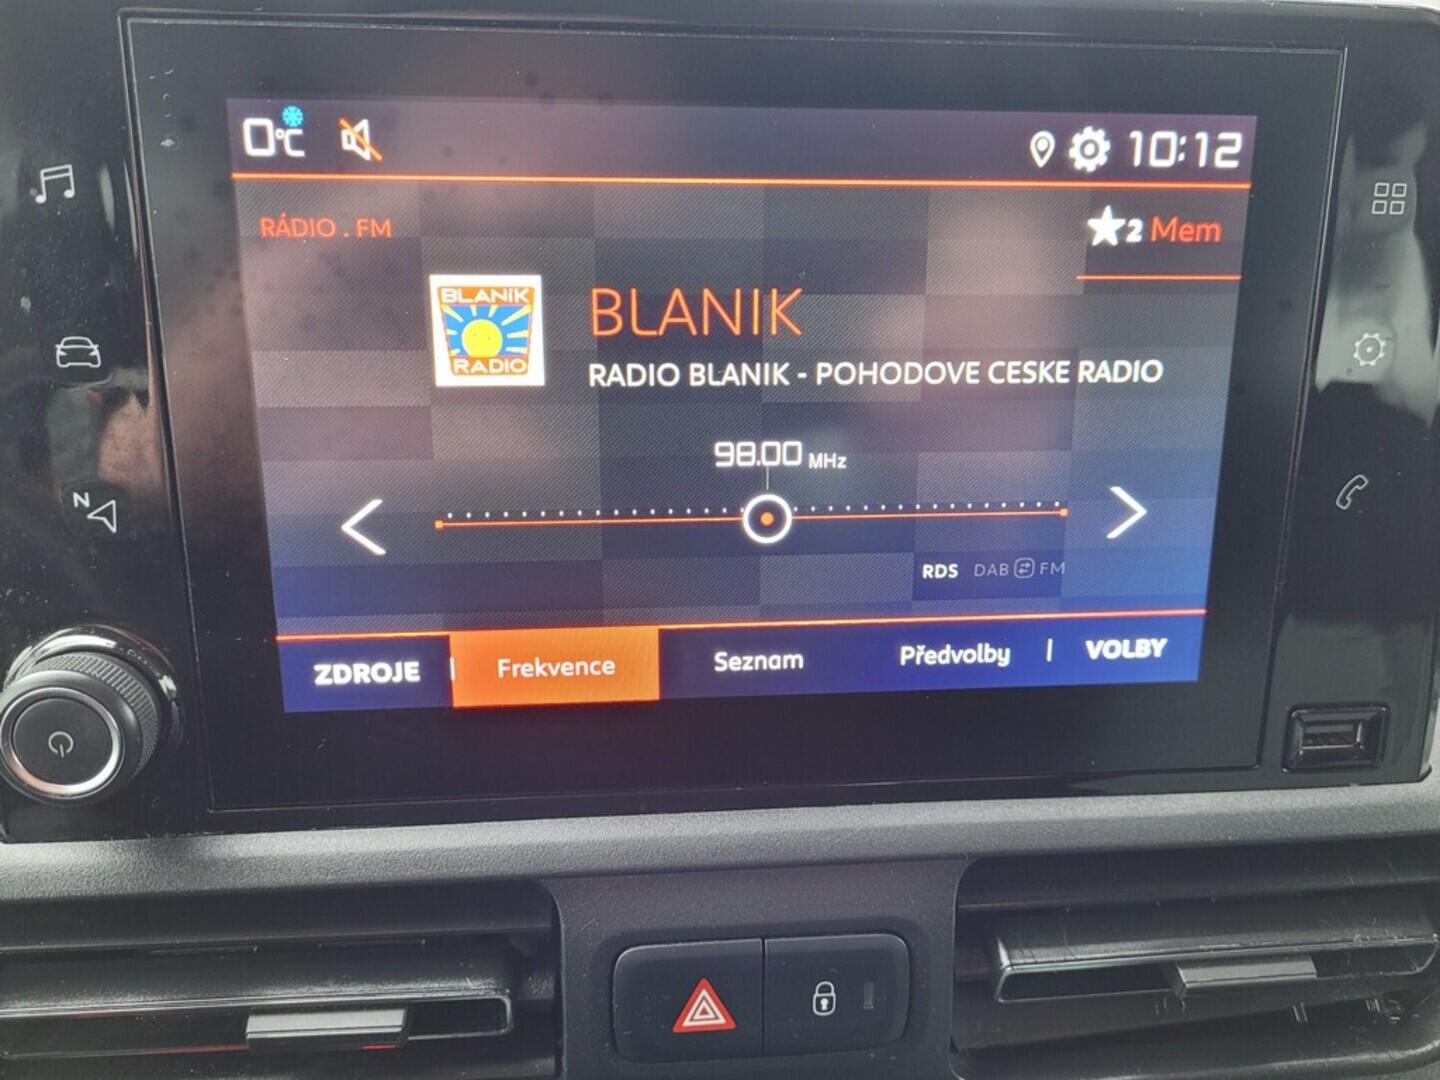 0°C
10:12
RÁDIO . FM
2 Mem
BLANIK
RADIO
BLANIK
RADIO BLANIK - POHODOVE CESKE RADIO
98.00 MHz
RDS DAB FM
ZDROJE | Frekvence Seznam Předvolby | VOLBY
N